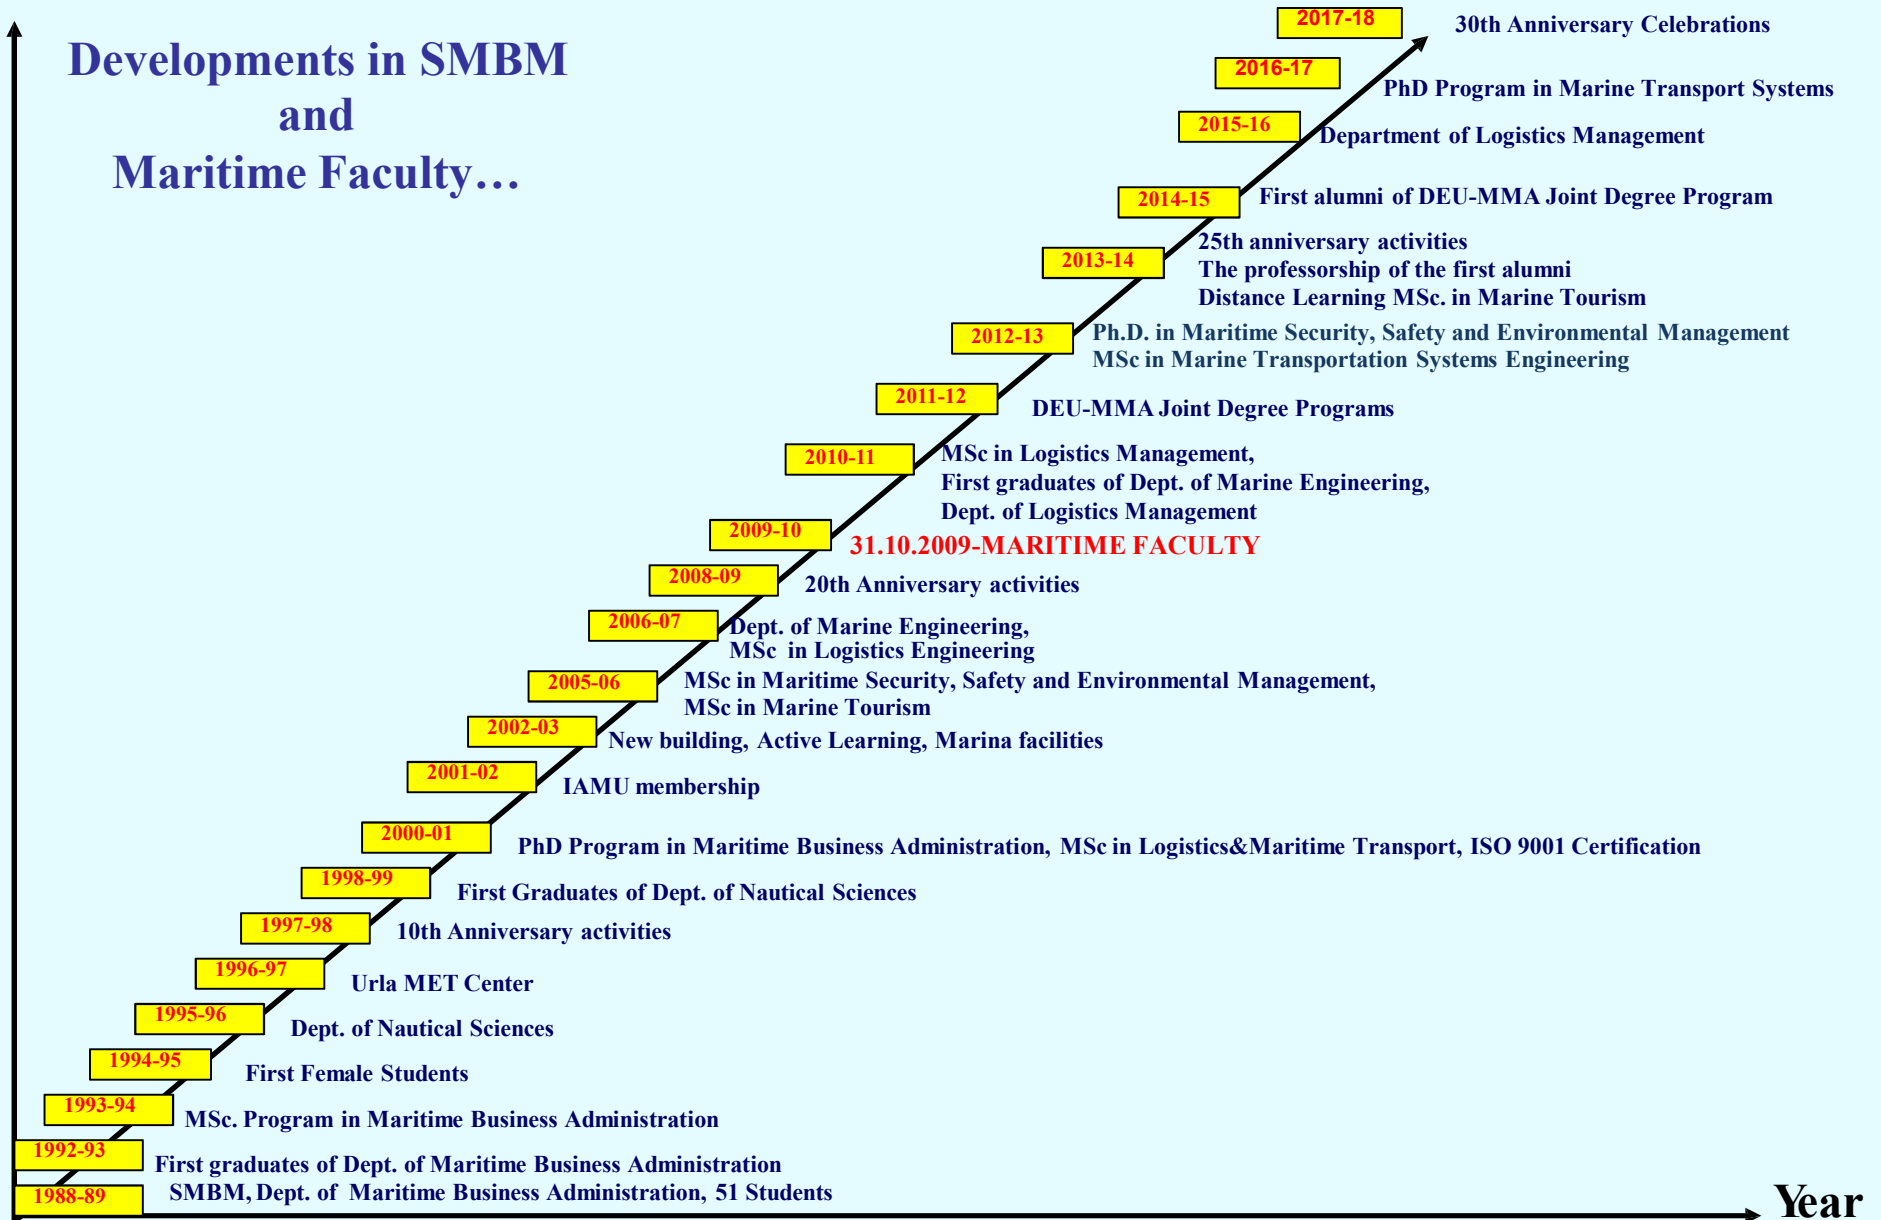 Developments in SMBM
and
Maritime Faculty…
2017-18
30th Anniversary Celebrations
2016-17
PhD Program in Marine Transport Systems
2015-16
Department of Logistics Management
2014-15
First alumni of DEU-MMA Joint Degree Program
2013-14
25th anniversary activities
The professorship of the first alumni
Distance Learning MSc. in Marine Tourism
2012-13
Ph.D. in Maritime Security, Safety and Environmental Management
MSc in Marine Transportation Systems Engineering
2011-12
DEU-MMA Joint Degree Programs
2010-11
MSc in Logistics Management,
First graduates of Dept. of Marine Engineering,
Dept. of Logistics Management
2009-10
31.10.2009-MARITIME FACULTY
2008-09
20th Anniversary activities
2006-07
Dept. of Marine Engineering,
MSc in Logistics Engineering
2005-06
MSc in Maritime Security, Safety and Environmental Management,
MSc in Marine Tourism
2002-03
New building, Active Learning, Marina facilities
2001-02
IAMU membership
2000-01
PhD Program in Maritime Business Administration, MSc in Logistics&Maritime Transport, ISO 9001 Certification
1998-99
First Graduates of Dept. of Nautical Sciences
1997-98
10th Anniversary activities
1996-97
Urla MET Center
1995-96
Dept. of Nautical Sciences
1994-95
First Female Students
1993-94
MSc. Program in Maritime Business Administration
1992-93
First graduates of Dept. of Maritime Business Administration
1988-89
SMBM, Dept. of Maritime Business Administration, 51 Students
Year